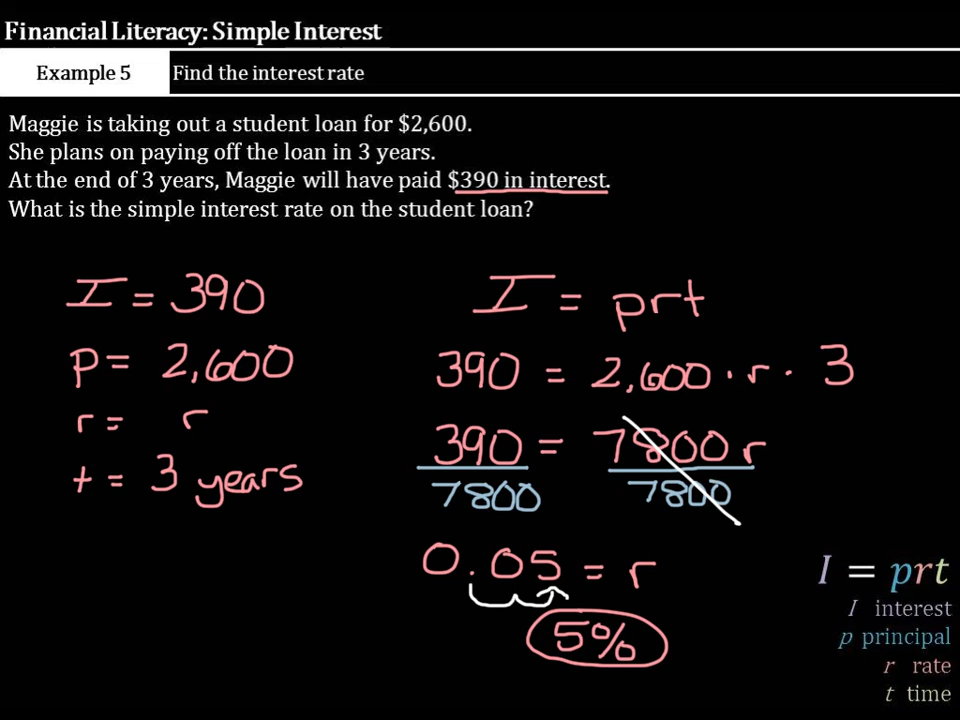 Financial Literacy: Simple Interest
Example 5
Find the interest rate
Maggie is taking out a student loan for $2,600.
She plans on paying off the loan in 3 years.
At the end of 3 years, Maggie will have paid $390 in interest.
What is the simple interest rate on the student loan?
I = 390
p = 2,600
r = r
t = 3 years
I = prt
390 = 2,600 · r · 3
390 = 7800 r
7800 7800
0.05 = r
5%
I = prt
I interest
p principal
r rate
t time